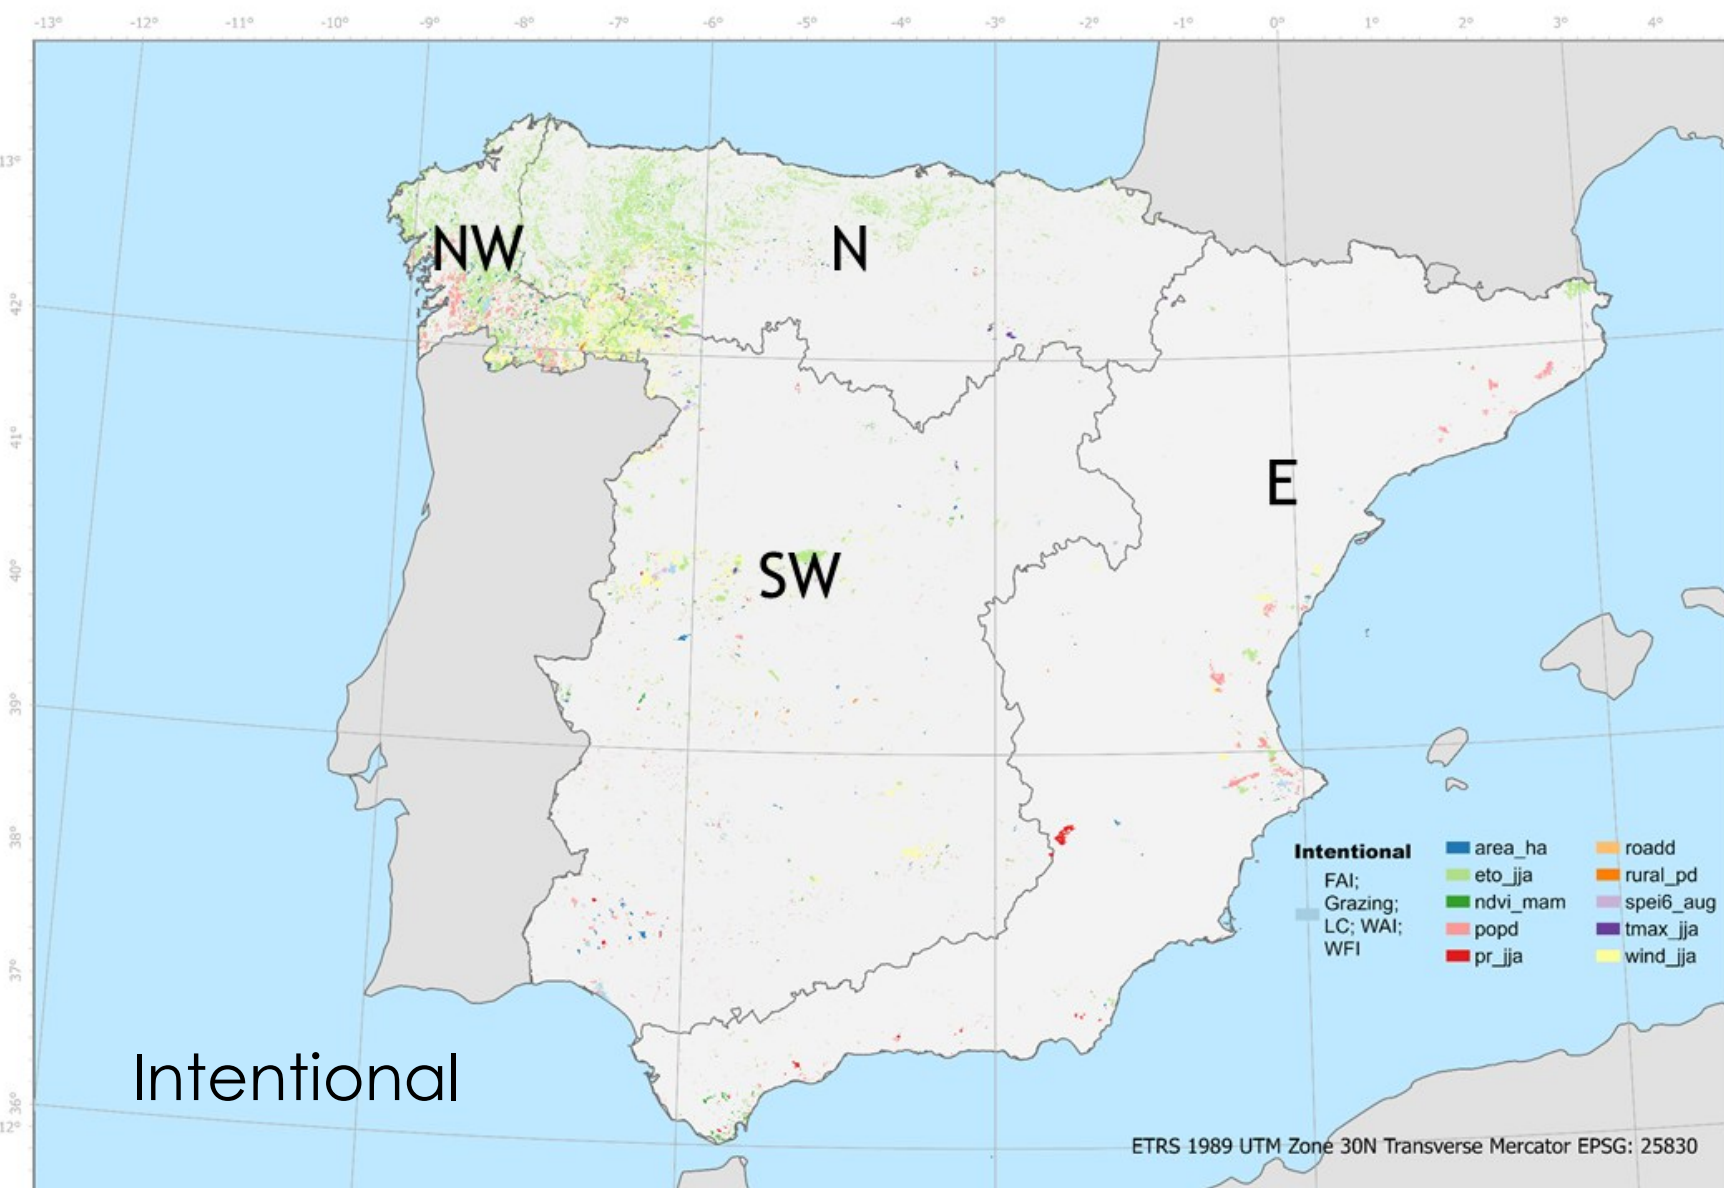 -13° -12° -11° -10° -9° -8° -7° -6° -5° -4° -3° -2° -1° 0° 1° 2° 3° 4°
13°
NW
N
42°
41°
E
40°
SW
39°
38°
Intentional
FAI;
Grazing;
LC; WAI;
WFI
area_ha
eto_jja
ndvi_mam
popd
pr_jja
roadd
rural_pd
spei6_aug
tmax_jja
wind_jja
37°
Intentional
36°
12°
ETRS 1989 UTM Zone 30N Transverse Mercator EPSG: 25830